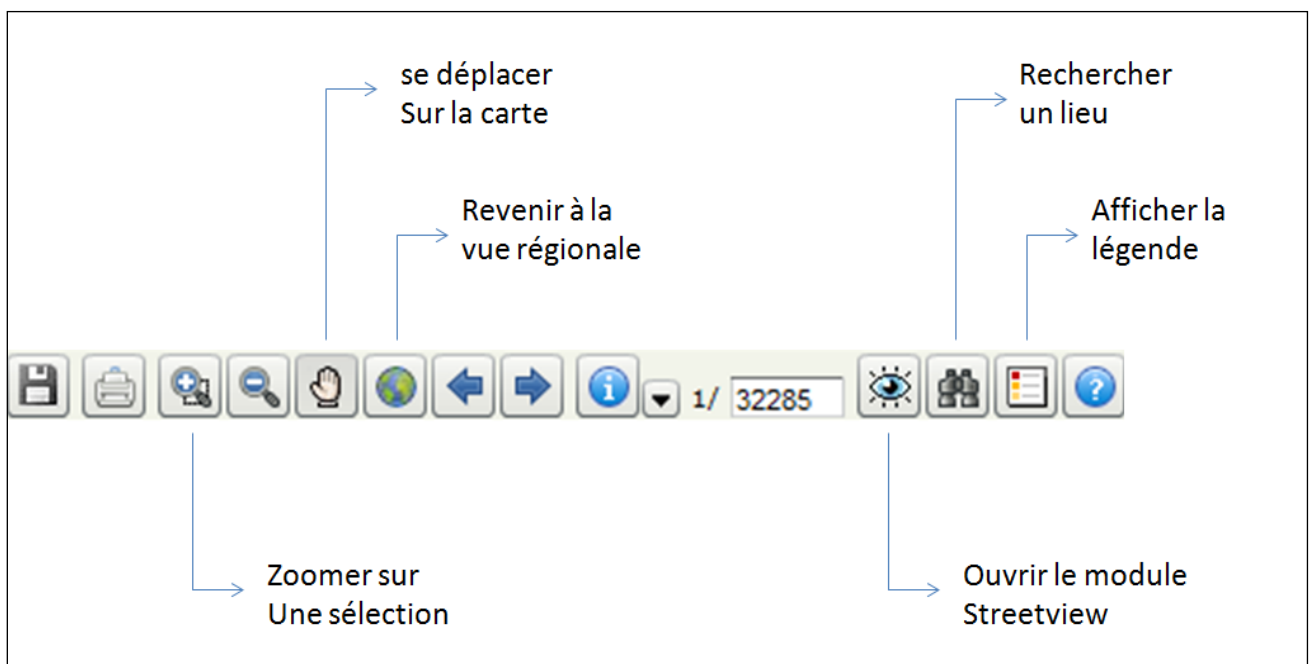 se déplacer
Sur la carte
Rechercher
un lieu
Revenir à la
vue régionale
Afficher la
légende
1/ 32285
Zoomer sur
Une sélection
Ouvrir le module
Streetview